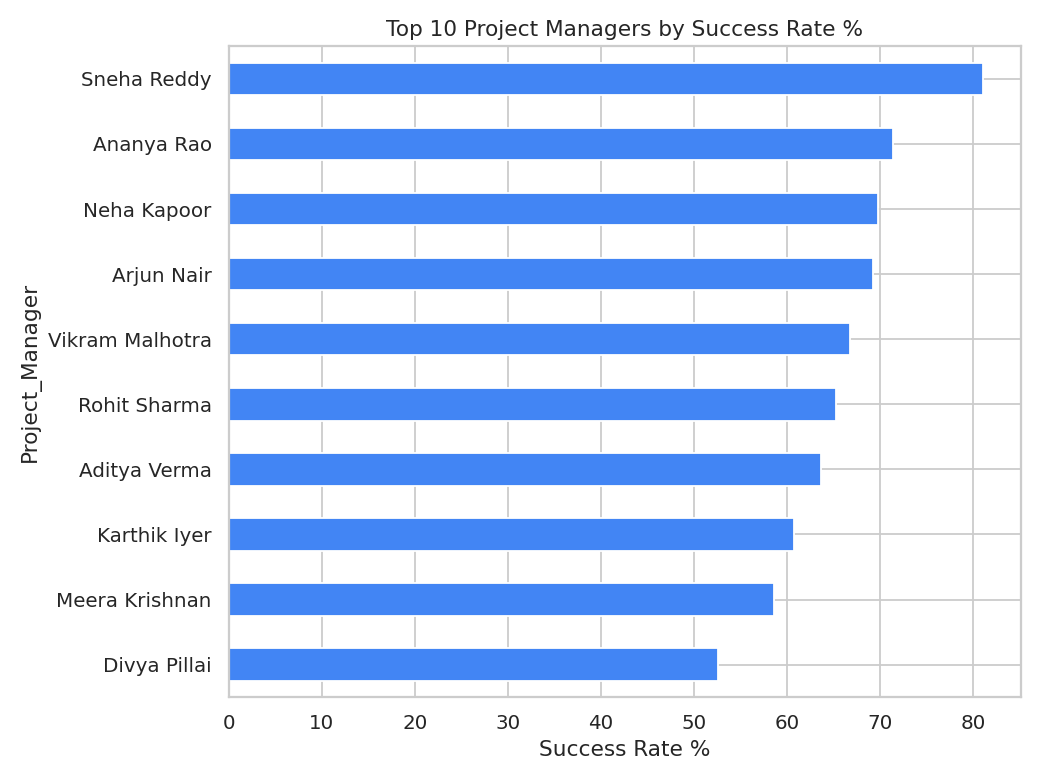 Top 10 Project Managers by Success Rate %
Project_Manager
Sneha Reddy
Ananya Rao
Neha Kapoor
Arjun Nair
Vikram Malhotra
Rohit Sharma
Aditya Verma
Karthik Iyer
Meera Krishnan
Divya Pillai
0 10 20 30 40 50 60 70 80
Success Rate %